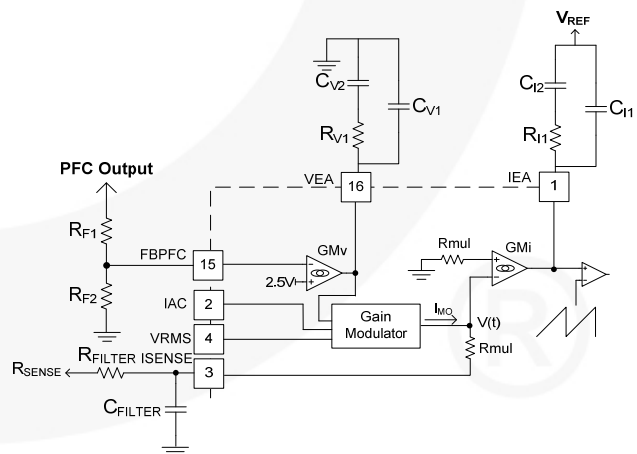 VREF
CV2
CV1
CI2
CI1
RV1
RI1
PFC Output
VEA
16
IEA
1
RF1
FBPFC
15
GMv
Rmul
GMi
2.5V
RF2
IAC
2
Gain
Modulator
IMO
V(t)
VRMS
4
Rmul
RSENSE
RFILTER
ISENSE
3
CFILTER
®